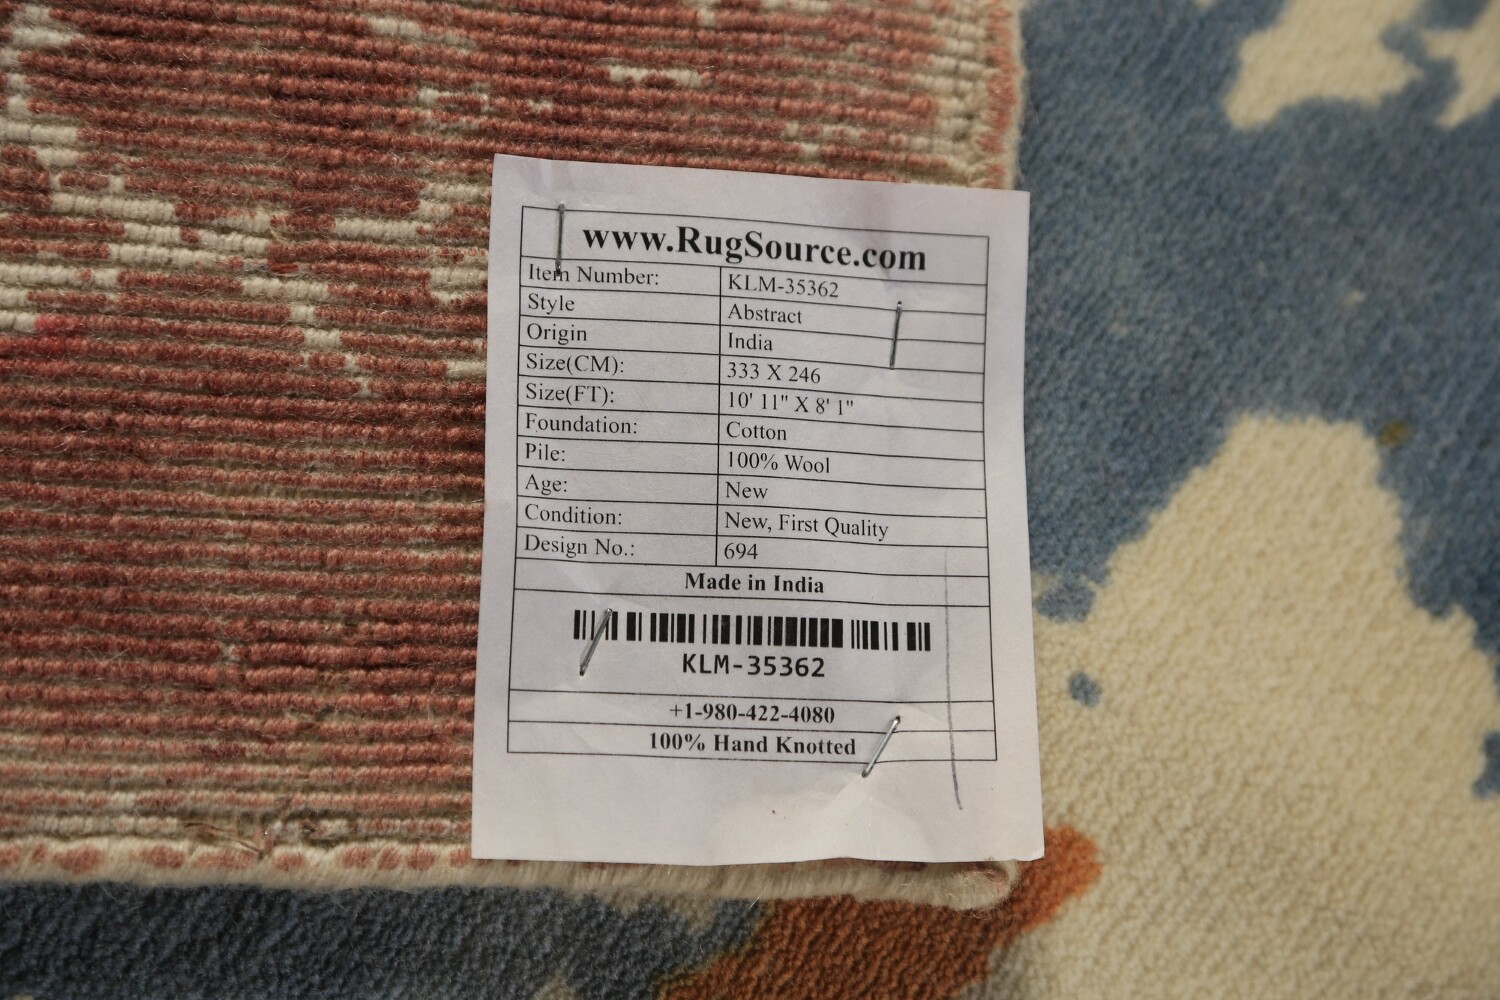 www.RugSource.com
Item Number: KLM-35362
Style Abstract
Origin India
Size(CM): 333 X 246
Size(FT): 10' 11" X 8' 1"
Foundation: Cotton
Pile: 100% Wool
Age: New
Condition: New, First Quality
Design No.: 694
Made in India
KLM-35362
+1-980-422-4080
100% Hand Knotted